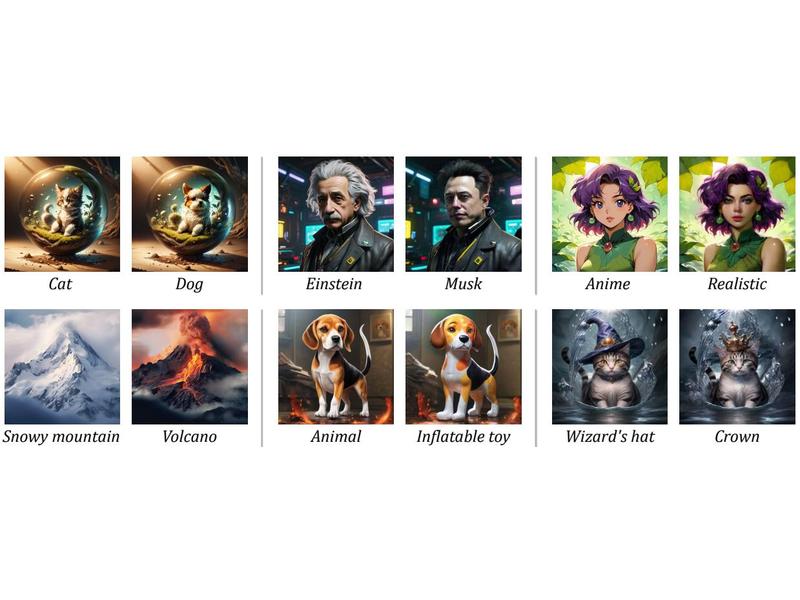 Cat
Dog
Einstein
Musk
Anime
Realistic
Snowy mountain
Volcano
Animal
Inflatable toy
Wizard's hat
Crown